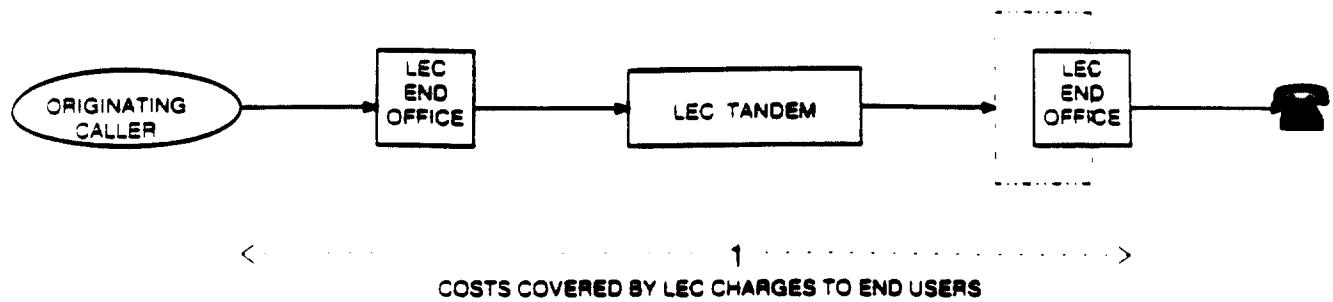 ORIGINATING
CALLER
LEC
END
OFFICE
LEC TANDEM
LEC
END
OFFICE
1
COSTS COVERED BY LEC CHARGES TO END USERS